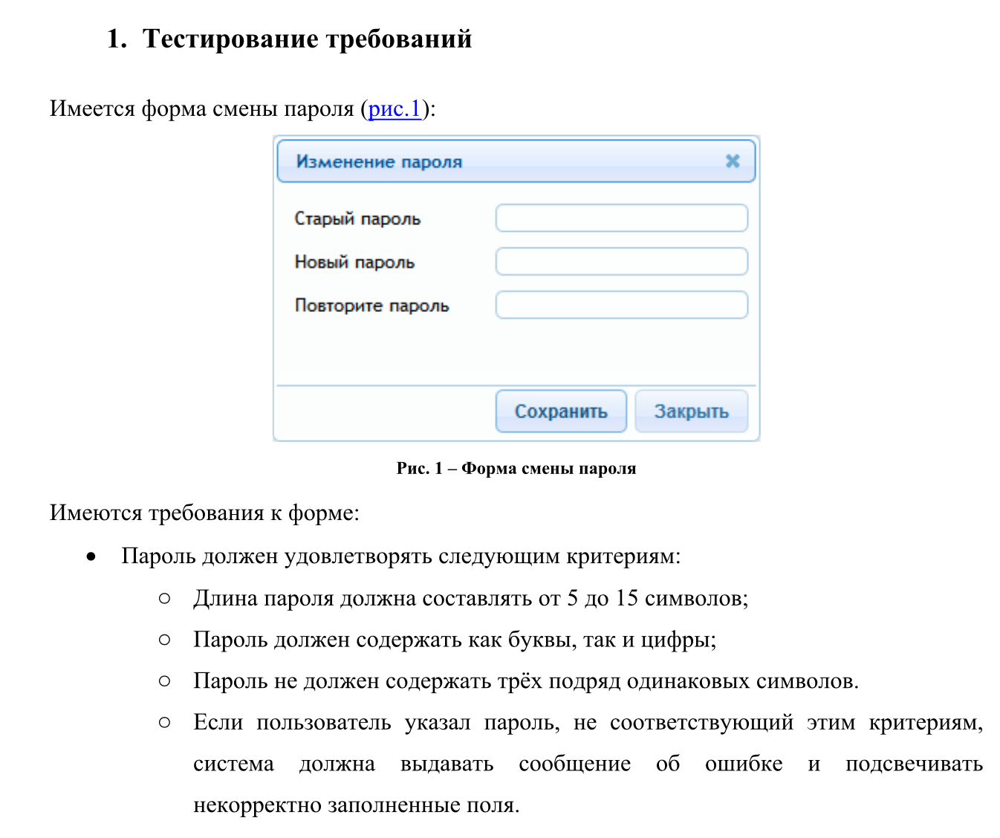 1. Тестирование требований
Имеется форма смены пароля (рис.1):
Изменение пароля
Старый пароль
Новый пароль
Повторите пароль
Сохранить Закрыть
Рис. 1 – Форма смены пароля
Имеются требования к форме:
• Пароль должен удовлетворять следующим критериям:
○ Длина пароля должна составлять от 5 до 15 символов;
○ Пароль должен содержать как буквы, так и цифры;
○ Пароль не должен содержать трёх подряд одинаковых символов.
○ Если пользователь указал пароль, не соответствующий этим критериям,
система должна выдавать сообщение об ошибке и подсвечивать
некорректно заполненные поля.